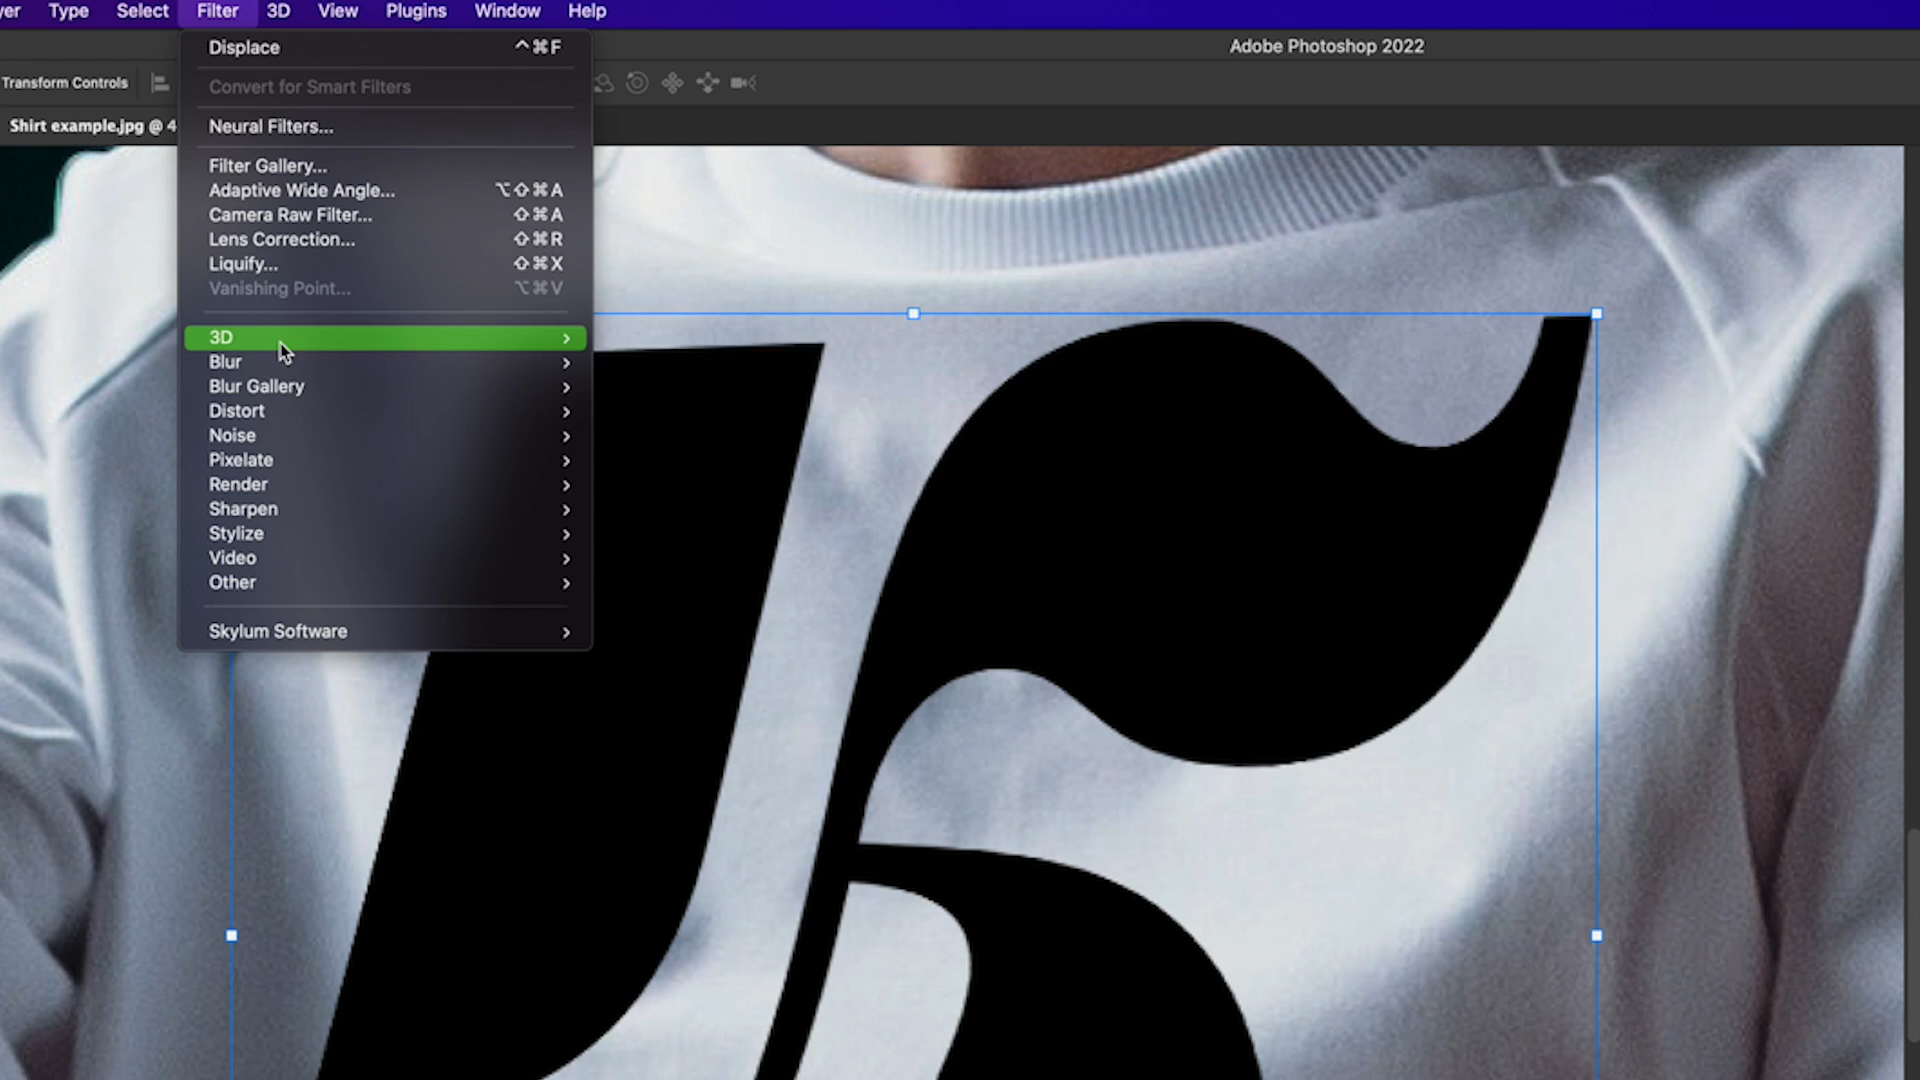 Type Select Filter 3D View Plugins Window Help
Adobe Photoshop 2022
Transform Controls
Shirt example.jpg @ 4
Displace ^⌘F
Convert for Smart Filters
Neural Filters...
Filter Gallery...
Adaptive Wide Angle... ⌥⇧⌘A
Camera Raw Filter... ⇧⌘A
Lens Correction... ⇧⌘R
Liquify... ⇧⌘X
Vanishing Point... ⌥⌘V
3D
Blur
Blur Gallery
Distort
Noise
Pixelate
Render
Sharpen
Stylize
Video
Other
Skylum Software